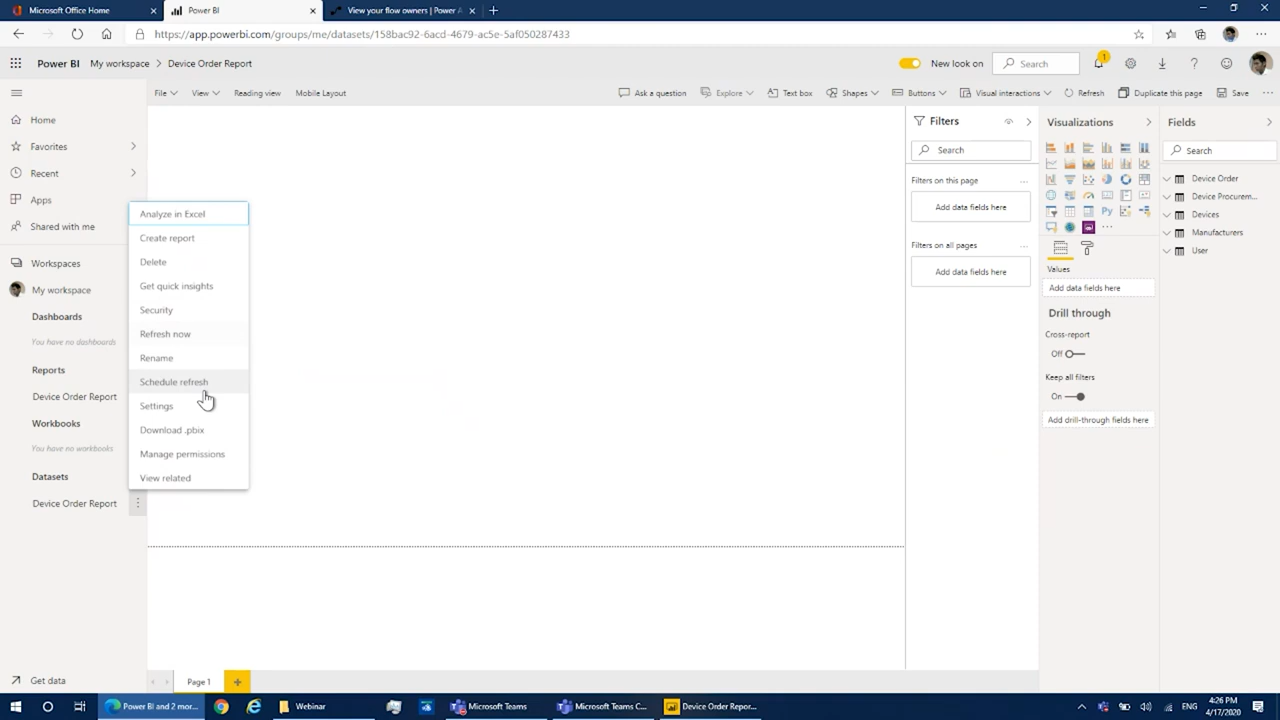 Microsoft Office Home
Power BI
View your flow owners | Power A
https://app.powerbi.com/groups/me/datasets/158bac92-6acd-4679-ac5e-5af050287433
Power BI My workspace > Device Order Report
New look on
Search
1
File View Reading view Mobile Layout
Ask a question Explore Text box Shapes Buttons Visual interactions Refresh Duplicate this page Save
Home
Favorites
Recent
Apps
Shared with me
Workspaces
My workspace
Dashboards
You have no dashboards
Reports
Device Order Report
Workbooks
You have no workbooks
Datasets
Device Order Report
Get data
Analyze in Excel
Create report
Delete
Get quick insights
Security
Refresh now
Rename
Schedule refresh
Settings
Download .pbix
Manage permissions
View related
Page 1
Filters
Search
Filters on this page
Add data fields here
Filters on all pages
Add data fields here
Visualizations
Py
Values
Add data fields here
Drill through
Cross-report
Off
Keep all filters
On
Add drill-through fields here
Fields
Search
Device Order
Device Procurem...
Devices
Manufacturers
User
Power BI and 2 mor...
Webinar
Microsoft Teams
Microsoft Teams C...
Device Order Repor...
ENG
4:26 PM
4/17/2020